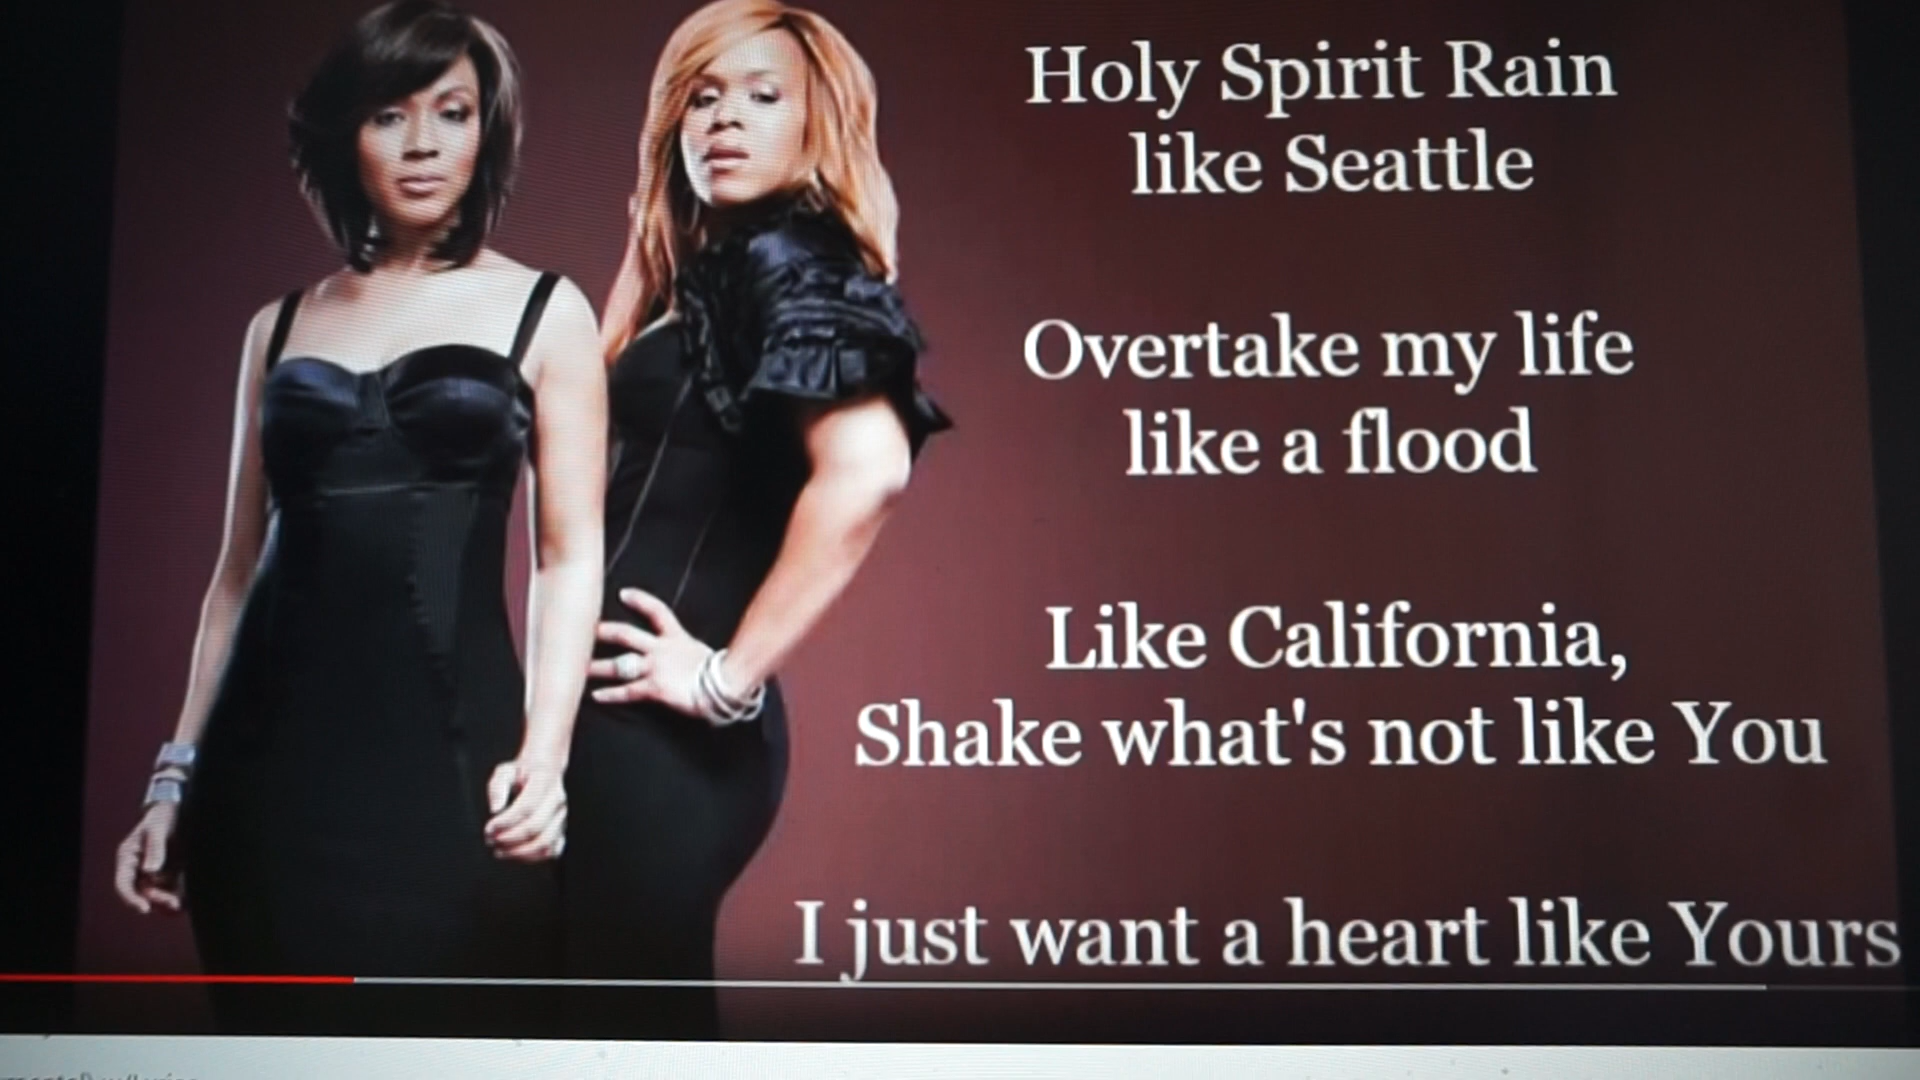 Holy Spirit Rain
like Seattle
Overtake my life
like a flood
Like California,
Shake what's not like You
I just want a heart like Yours